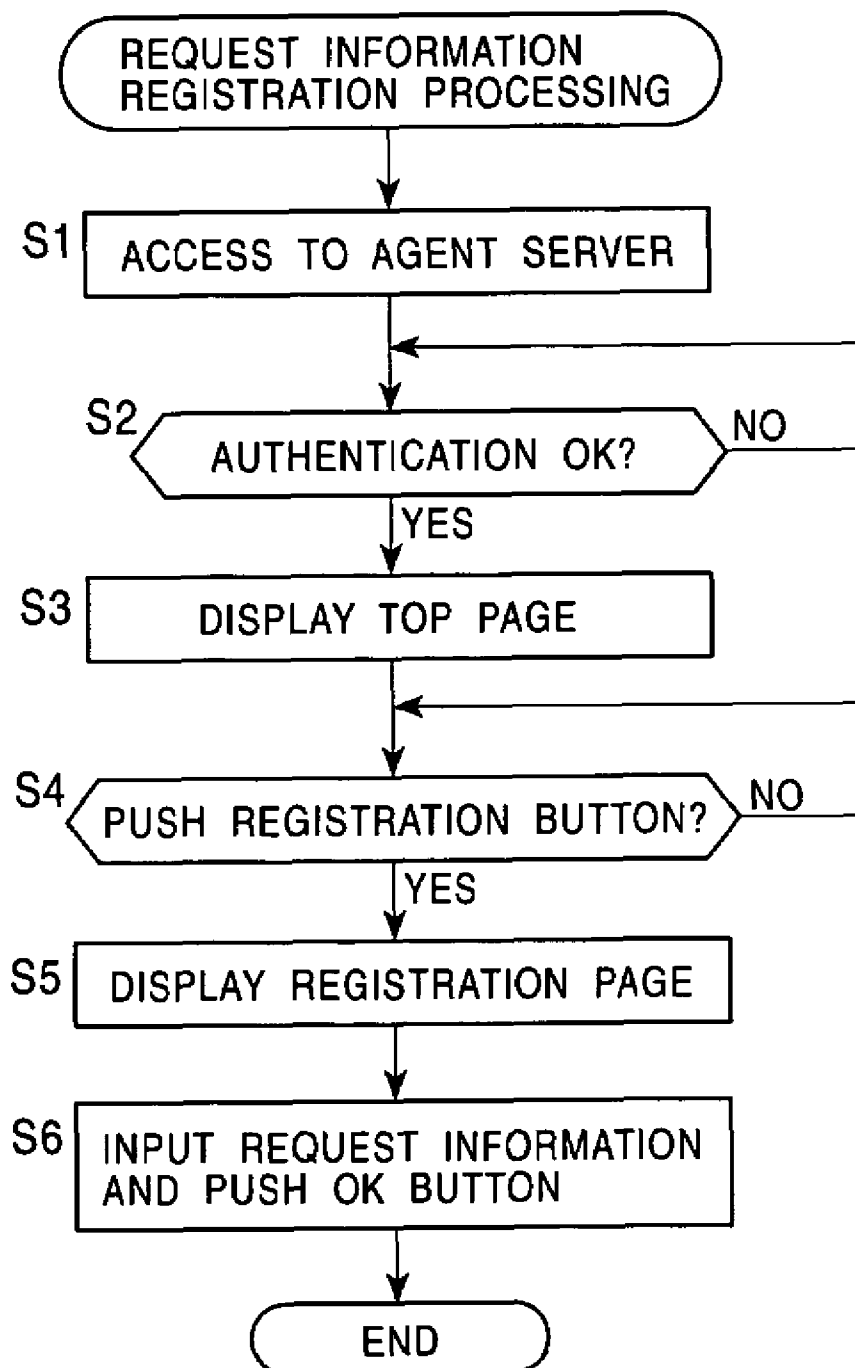 REQUEST INFORMATION
REGISTRATION PROCESSING
S1
ACCESS TO AGENT SERVER
S2
AUTHENTICATION OK?
NO
YES
S3
DISPLAY TOP PAGE
S4
PUSH REGISTRATION BUTTON?
NO
YES
S5
DISPLAY REGISTRATION PAGE
S6
INPUT REQUEST INFORMATION
AND PUSH OK BUTTON
END